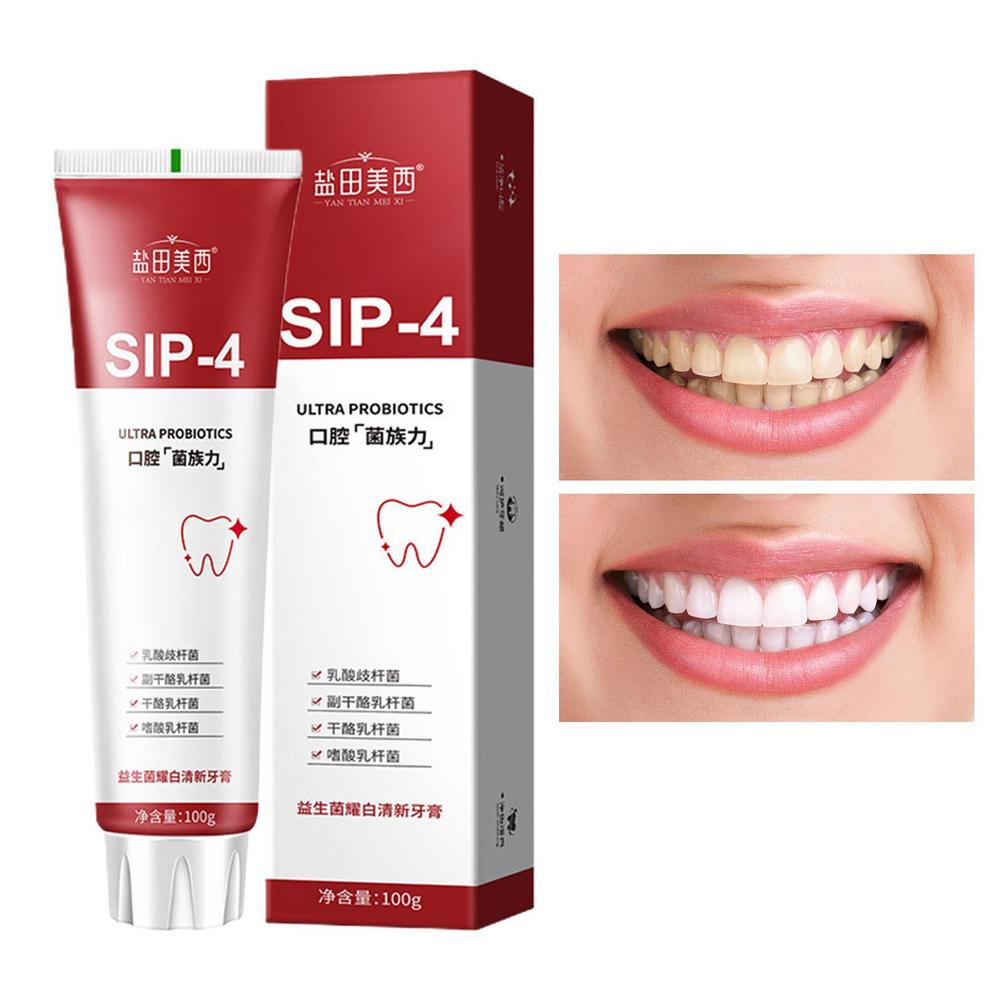 盐田美西®
YAN TIAN MEI XI
SIP-4
ULTRA PROBIOTICS
口腔「菌族力」
乳酸歧杆菌
副干酪乳杆菌
干酪乳杆菌
嗜酸乳杆菌
益生菌耀白清新牙膏
净含量:100g
盐田美西®
YAN TIAN MEI XI
SIP-4
ULTRA PROBIOTICS
口腔「菌族力」
乳酸歧杆菌
副干酪乳杆菌
干酪乳杆菌
嗜酸乳杆菌
益生菌耀白清新牙膏
净含量:100g